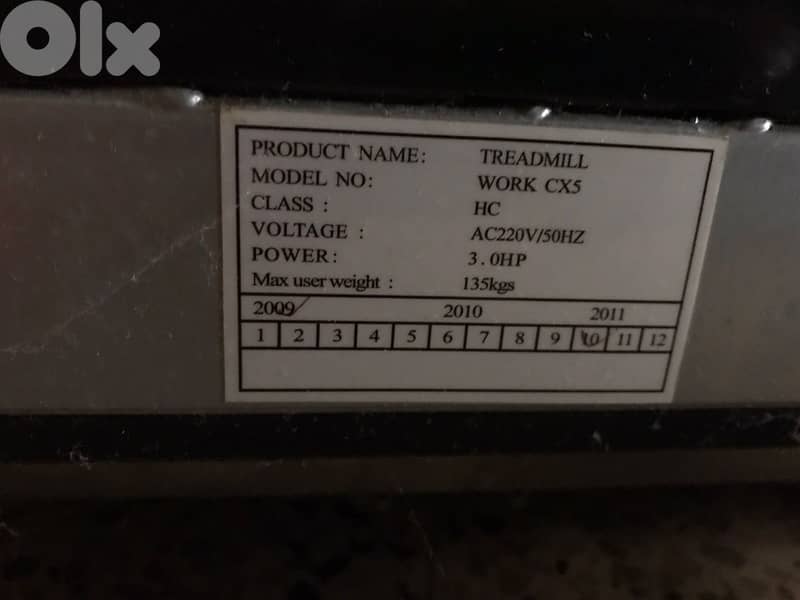 OLX
PRODUCT NAME: TREADMILL
MODEL NO: WORK CX5
CLASS : HC
VOLTAGE : AC220V/50HZ
POWER: 3.0HP
Max user weight : 135kgs
2009 2010 2011
1 2 3 4 5 6 7 8 9 10 11 12